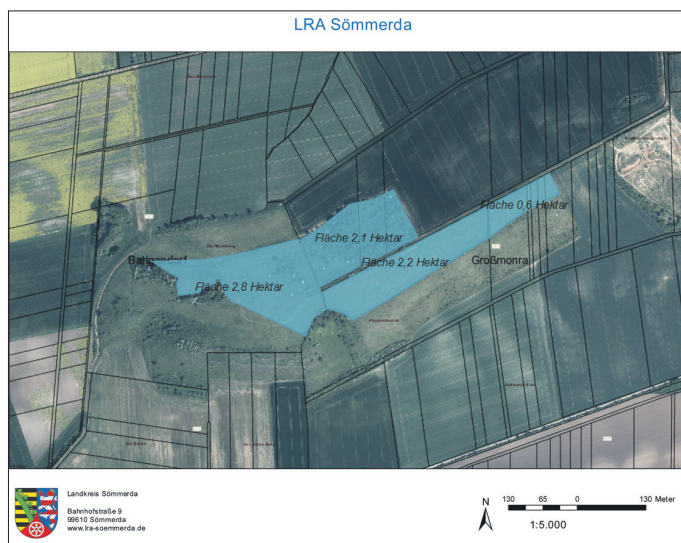 LRA Sömmerda
Fläche 0,6 Hektar
Fläche 2,1 Hektar
Fläche 2,2 Hektar
Großmonra
Fläche 2,8 Hektar
Landkreis Sömmerda
Bahnhofstraße 9
99610 Sömmerda
www.lra-soemmerda.de
N
130 65 0 130 Meter
1:5.000